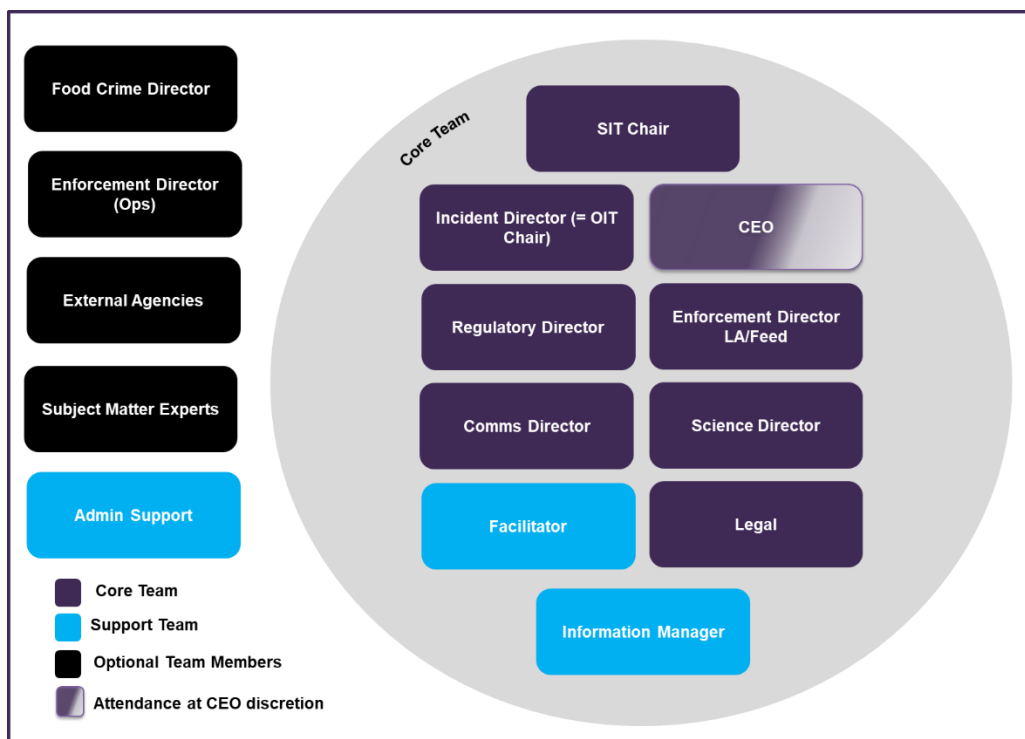 Food Crime Director
Enforcement Director
(Ops)
External Agencies
Subject Matter Experts
Admin Support
Core Team
Support Team
Optional Team Members
Attendance at CEO discretion
Core Team
SIT Chair
Incident Director (= OIT
Chair)
CEO
Regulatory Director
Enforcement Director
LA/Feed
Comms Director
Science Director
Facilitator
Legal
Information Manager